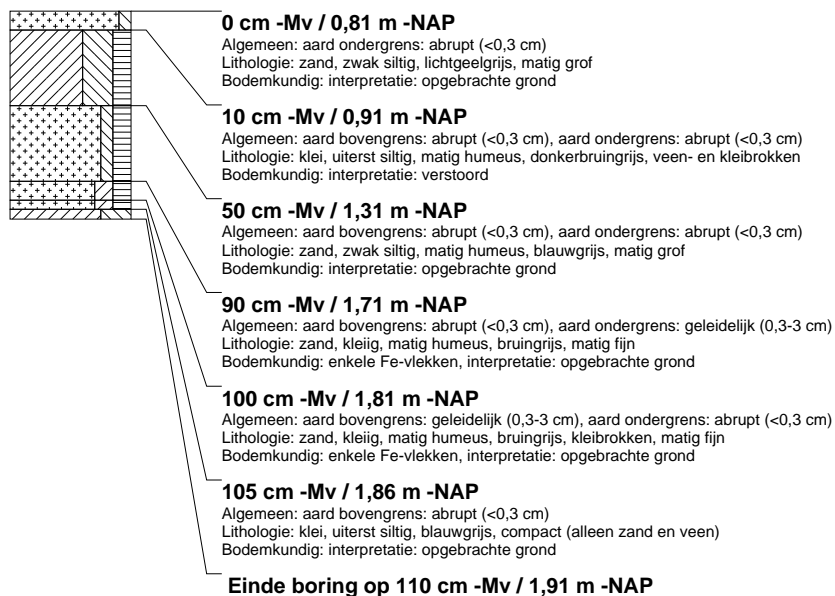 0 cm -Mv / 0,81 m -NAP
Algemeen: aard ondergrens: abrupt (<0,3 cm)
Lithologie: zand, zwak siltig, lichtgeelgrijs, matig grof
Bodemkundig: interpretatie: opgebrachte grond
10 cm -Mv / 0,91 m -NAP
Algemeen: aard bovengrens: abrupt (<0,3 cm), aard ondergrens: abrupt (<0,3 cm)
Lithologie: klei, uiterst siltig, matig humeus, donkerbruingrijs, veen- en kleibrokken
Bodemkundig: interpretatie: verstoord
50 cm -Mv / 1,31 m -NAP
Algemeen: aard bovengrens: abrupt (<0,3 cm), aard ondergrens: abrupt (<0,3 cm)
Lithologie: zand, zwak siltig, matig humeus, blauwgrijs, matig grof
Bodemkundig: interpretatie: opgebrachte grond
90 cm -Mv / 1,71 m -NAP
Algemeen: aard bovengrens: abrupt (<0,3 cm), aard ondergrens: geleidelijk (0,3-3 cm)
Lithologie: zand, kleiig, matig humeus, bruingrijs, matig fijn
Bodemkundig: enkele Fe-vlekken, interpretatie: opgebrachte grond
100 cm -Mv / 1,81 m -NAP
Algemeen: aard bovengrens: geleidelijk (0,3-3 cm), aard ondergrens: abrupt (<0,3 cm)
Lithologie: zand, kleiig, matig humeus, bruingrijs, kleibrokken, matig fijn
Bodemkundig: enkele Fe-vlekken, interpretatie: opgebrachte grond
105 cm -Mv / 1,86 m -NAP
Algemeen: aard bovengrens: abrupt (<0,3 cm)
Lithologie: klei, uiterst siltig, blauwgrijs, compact (alleen zand en veen)
Bodemkundig: interpretatie: opgebrachte grond
Einde boring op 110 cm -Mv / 1,91 m -NAP